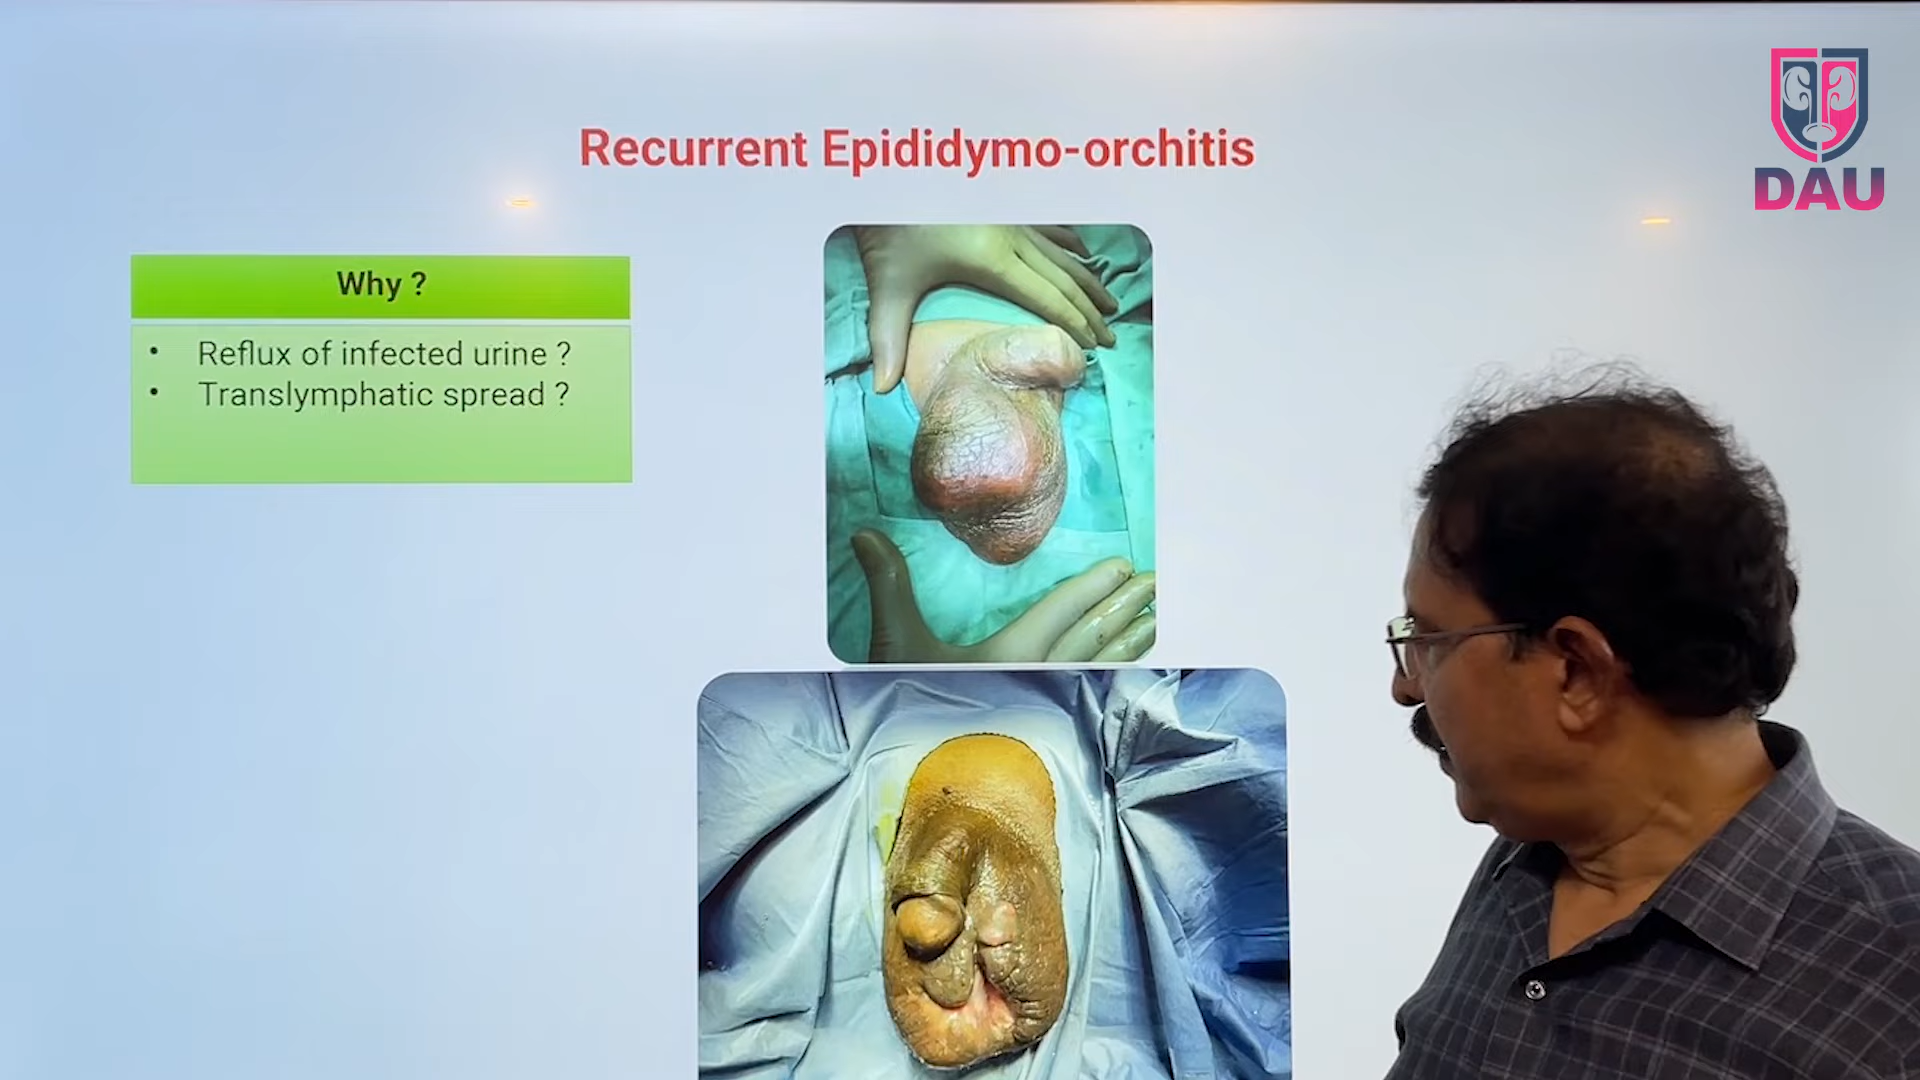 DAU
Recurrent Epididymo-orchitis
Why ?
• Reflux of infected urine ?
• Translymphatic spread ?